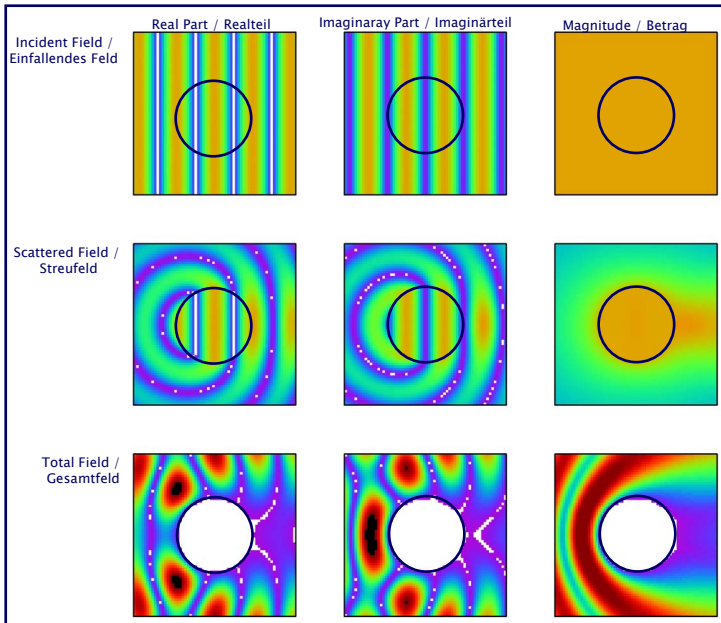 Real Part / Realteil
Imaginaray Part / Imaginärteil
Magnitude / Betrag
Incident Field /
Einfallendes Feld
Scattered Field /
Streufeld
Total Field /
Gesamtfeld